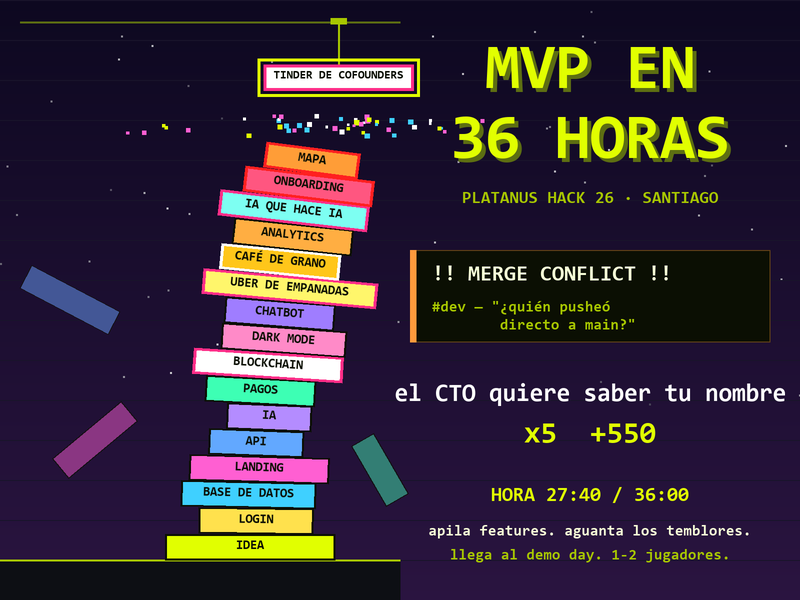 TINDER DE COFOUNDERS
MAPA
ONBOARDING
IA QUE HACE IA
ANALYTICS
CAFÉ DE GRANO
UBER DE EMPANADAS
CHATBOT
DARK MODE
BLOCKCHAIN
PAGOS
IA
API
LANDING
BASE DE DATOS
LOGIN
IDEA
MVP EN
36 HORAS
PLATANUS HACK 26 · SANTIAGO
!! MERGE CONFLICT !!
#dev — "¿quién pusheó
directo a main?"
el CTO quiere saber tu nombre
x5 +550
HORA 27:40 / 36:00
apila features. aguanta los temblores.
llega al demo day. 1-2 jugadores.